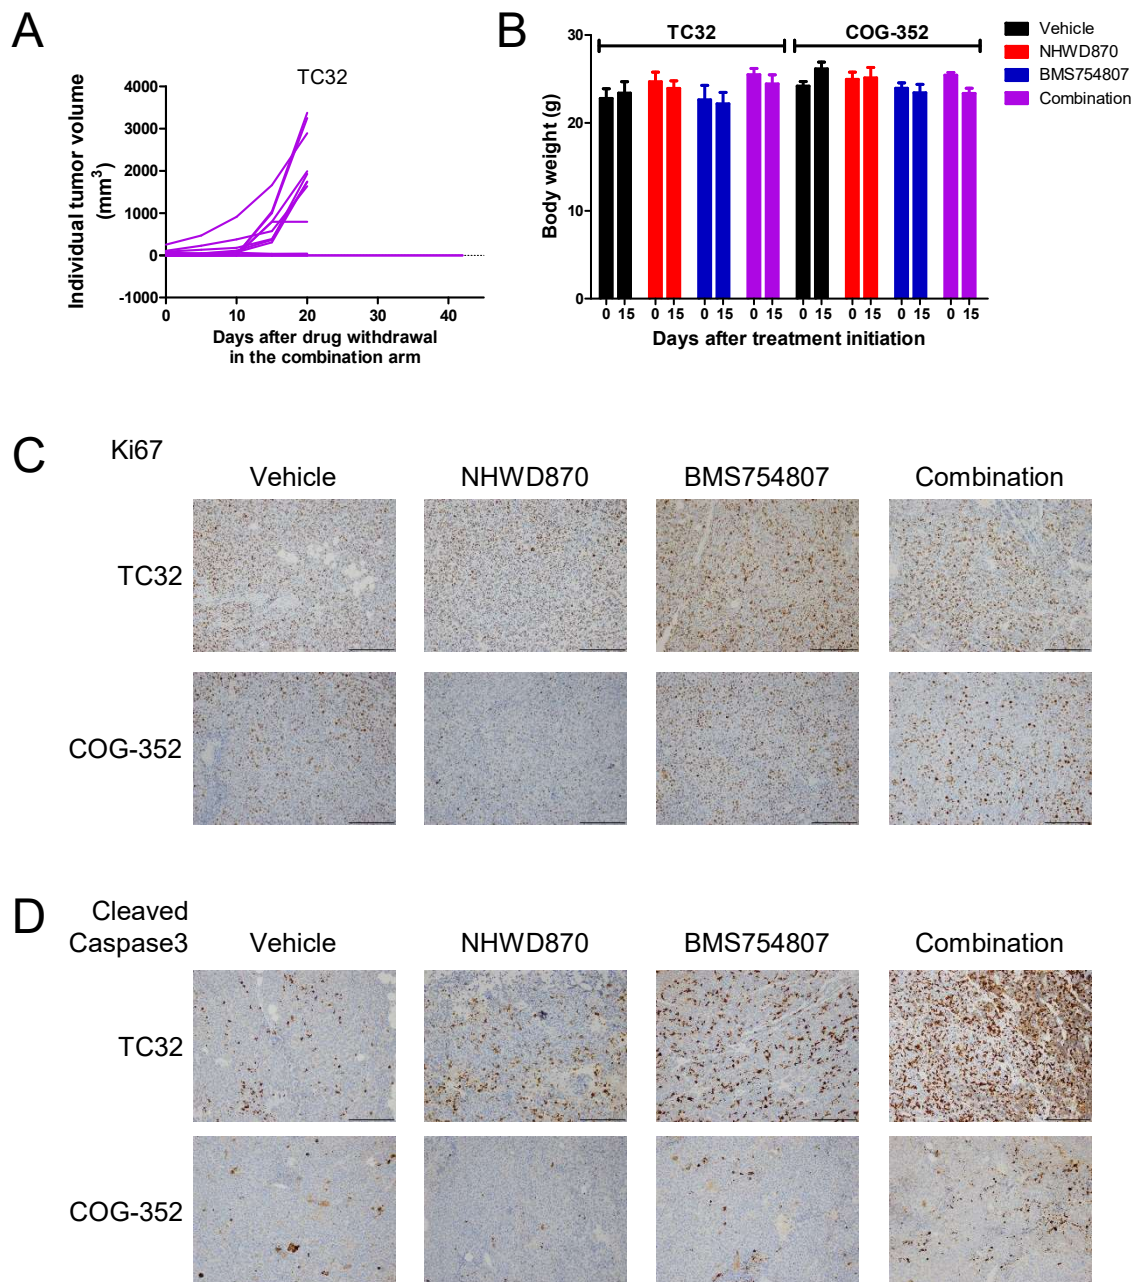 A
TC32
Individual tumor volume
(mm³)
4000
3000
2000
1000
0
-1000
0
10
20
30
40
Days after drug withdrawal
in the combination arm
B
TC32
COG-352
Body weight (g)
30
20
10
0
0 15 0 15 0 15 0 15 0 15 0 15 0 15 0 15
Days after treatment initiation
Vehicle
NHWD870
BMS754807
Combination
C
Ki67
Vehicle
NHWD870
BMS754807
Combination
TC32
COG-352
D
Cleaved
Caspase3
Vehicle
NHWD870
BMS754807
Combination
TC32
COG-352